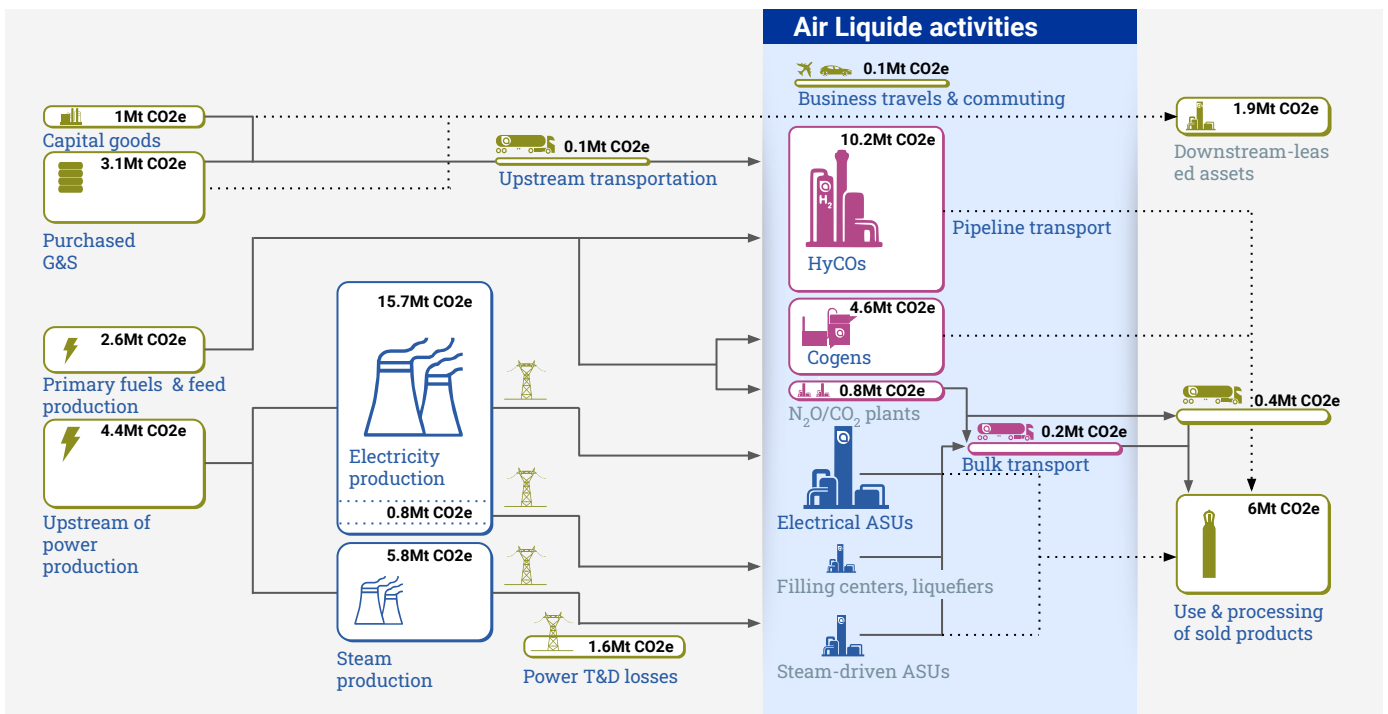 Air Liquide activities
0.1Mt CO2e
Business travels & commuting
1Mt CO2e
Capital goods
3.1Mt CO2e
Purchased
G&S
0.1Mt CO2e
Upstream transportation
1.9Mt CO2e
Downstream-leas
ed assets
10.2Mt CO2e
H2
HyCOs
Pipeline transport
15.7Mt CO2e
Electricity
production
0.8Mt CO2e
2.6Mt CO2e
Primary fuels & feed
production
4.4Mt CO2e
Upstream of
power
production
5.8Mt CO2e
Steam
production
1.6Mt CO2e
Power T&D losses
4.6Mt CO2e
Cogens
0.8Mt CO2e
N2O/CO2 plants
0.2Mt CO2e
Bulk transport
Electrical ASUs
Filling centers, liquefiers
Steam-driven ASUs
0.4Mt CO2e
6Mt CO2e
Use & processing
of sold products